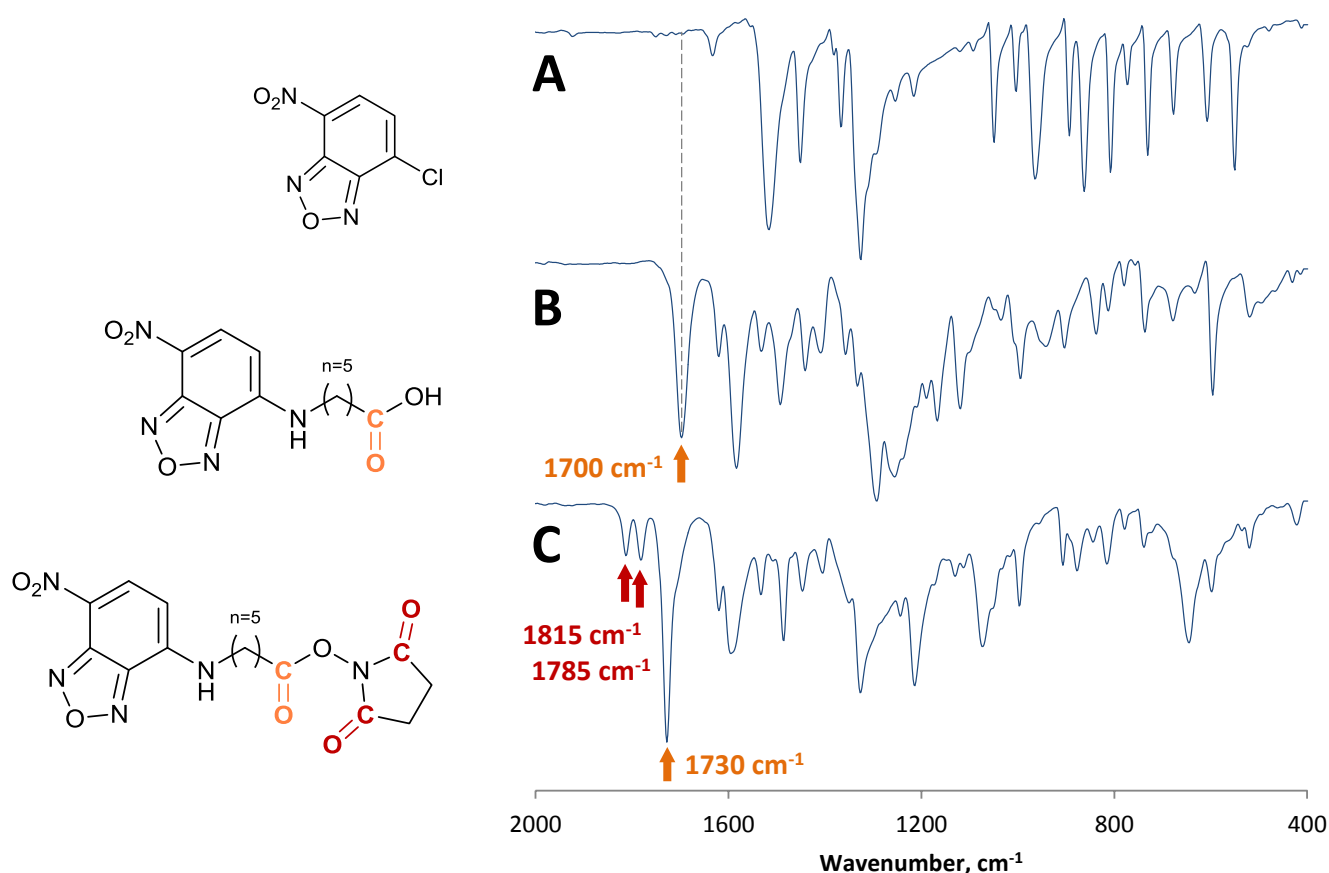 A
O₂N
Cl
N
O
N
B
O₂N
n=5
OH
N
H
C
O
N
O
N
1700 cm⁻¹
C
O₂N
n=5
O
O
N
C
N
H
C
O
N
O
N
C
O
1815 cm⁻¹
1785 cm⁻¹
1730 cm⁻¹
2000 1600 1200 800 400
Wavenumber, cm⁻¹